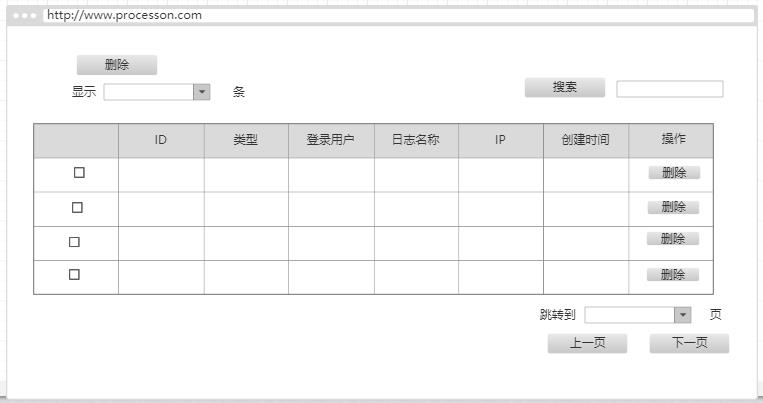 http://www.processon.com
删除
显示 条 搜索
ID 类型 登录用户 日志名称 IP 创建时间 操作
删除
删除
删除
删除
跳转到 页
上一页 下一页